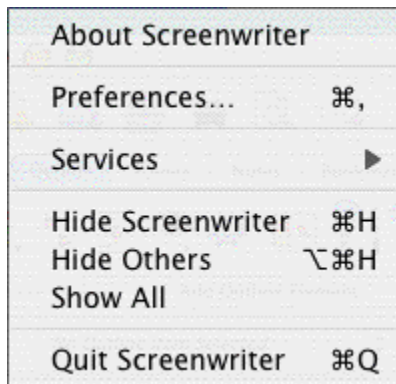 About Screenwriter
Preferences... ⌘,
Services
Hide Screenwriter ⌘H
Hide Others ⌥⌘H
Show All
Quit Screenwriter ⌘Q